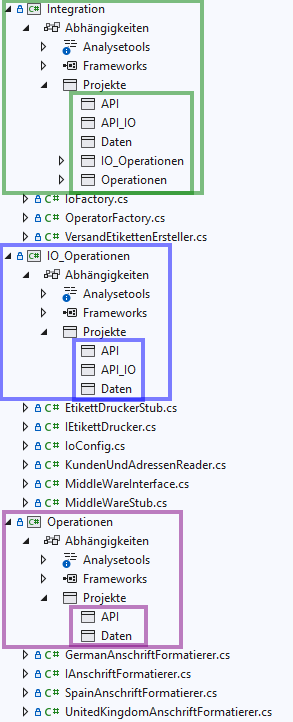 C# Integration
Abhängigkeiten
Analysetools
Frameworks
Projekte
API
API_IO
Daten
IO_Operationen
Operationen
C# IoFactory.cs
C# OperatorFactory.cs
C# VersandEtikettenErsteller.cs
C# IO_Operationen
Abhängigkeiten
Analysetools
Frameworks
Projekte
API
API_IO
Daten
C# EtikettDruckerStub.cs
C# IEtikettDrucker.cs
C# IoConfig.cs
C# KundenUndAdressenReader.cs
C# MiddleWareInterface.cs
C# MiddleWareStub.cs
C# Operationen
Abhängigkeiten
Analysetools
Frameworks
Projekte
API
Daten
C# GermanAnschriftFormatierer.cs
C# IAnschriftFormatierer.cs
C# SpainAnschriftFormatierer.cs
C# UnitedKingdomAnschriftFormatierer.cs